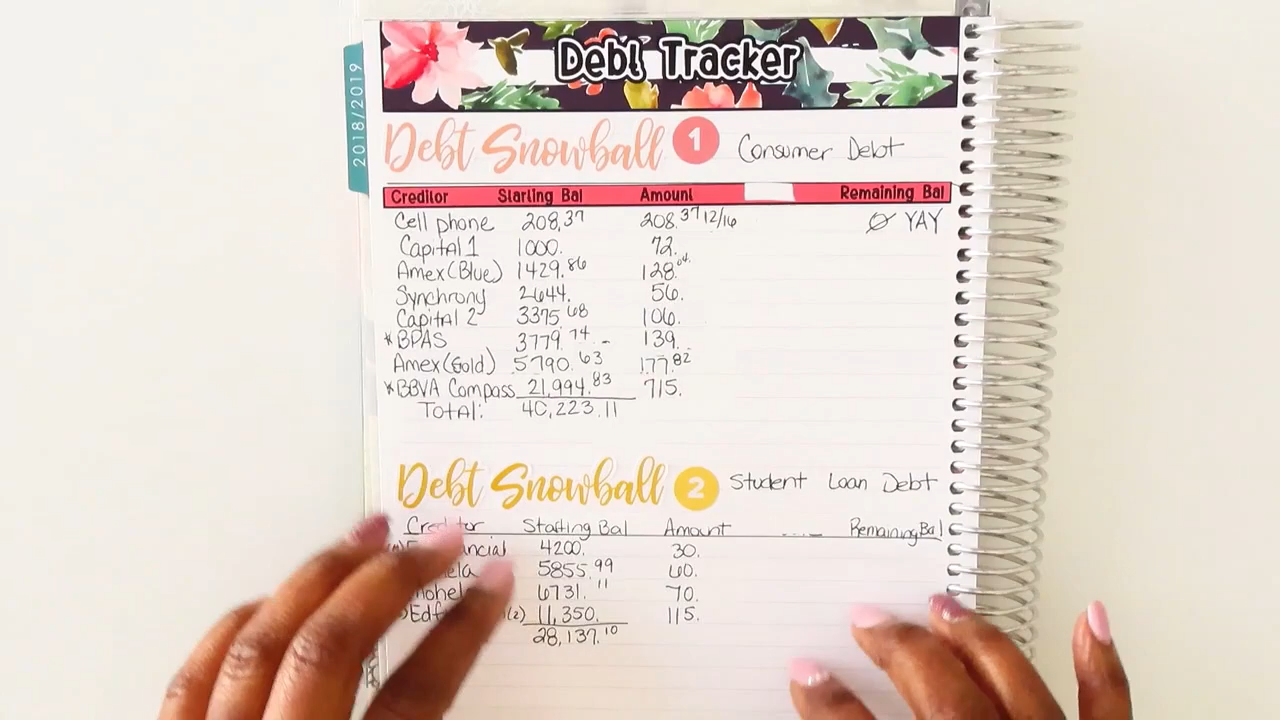 2018/2019
Debt Tracker
Debt Snowball 1 Consumer Debt
Creditor Starting Bal Amount Remaining Bal
Cell phone 208.37 208.37 12/16 Ø YAY
Capital 1 1000. 72.
Amex (Blue) 1429.86 128.04
Synchrony 2644. 56.
Capital 2 3375.68 106.
*BPAS 3779.74 139.
Amex (Gold) 5790.63 177.82
*BBVA Compass 21,994.83 715.
Total: 40,223.11
Debt Snowball 2 Student Loan Debt
Creditor Starting Bal Amount Remaining Bal
4200. 30.
5855.99 60.
6731.11 70.
(2) 11,350. 115.
28,137.10